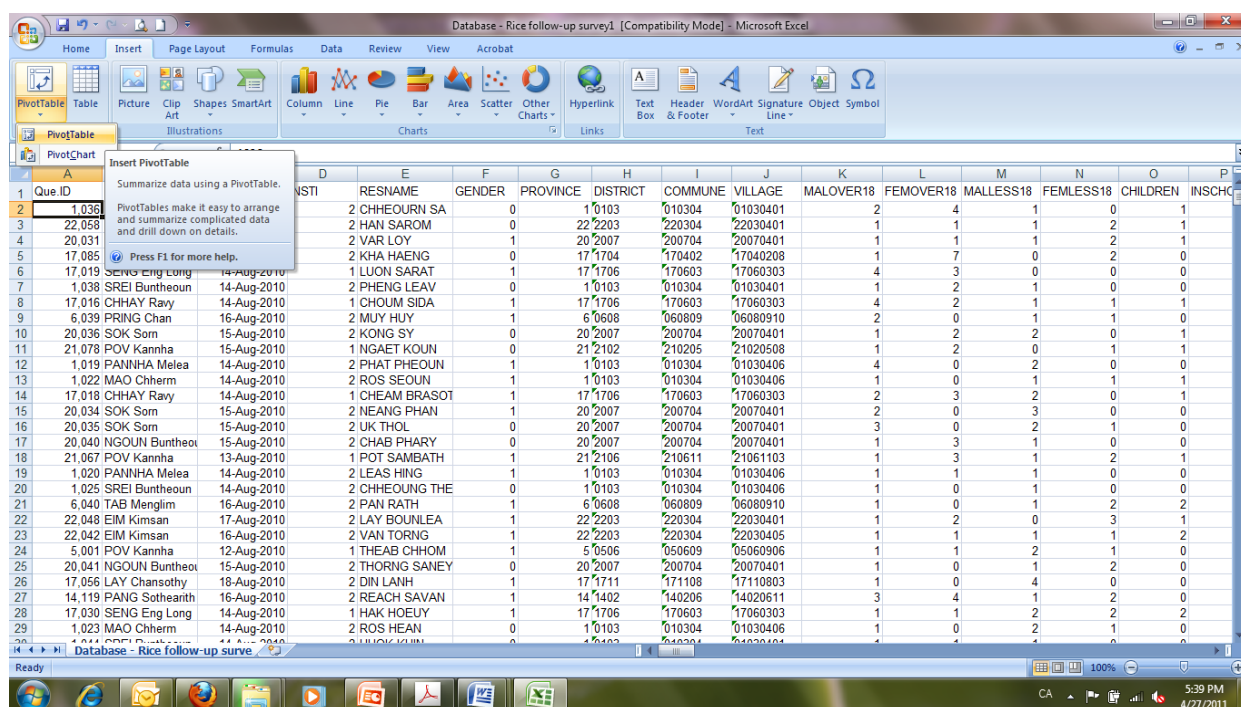 Database - Rice follow-up survey1 [Compatibility Mode] - Microsoft Excel
Home Insert Page Layout Formulas Data Review View Acrobat
PivotTable Table Picture Clip Art Shapes SmartArt Column Line Pie Bar Area Scatter Other Charts Hyperlink Text Box Header & Footer WordArt Signature Line Object Symbol
Illustrations Charts Links Text
PivotTable
PivotChart
Insert PivotTable
Summarize data using a PivotTable.
PivotTables make it easy to arrange and summarize complicated data and drill down on details.
Press F1 for more help.
A D E F G H I J K L M N O P
1 Que.ID NSTI RESNAME GENDER PROVINCE DISTRICT COMMUNE VILLAGE MALOVER18 FEMOVER18 MALLESS18 FEMLESS18 CHILDREN INSCHO
2 1,036 2 CHHEOURN SA 0 1 0103 010304 01030401 2 4 1 0 1
3 22,058 2 HAN SAROM 0 22 2203 220304 22030401 1 1 1 2 1
4 20,031 2 VAR LOY 1 20 2007 200704 20070401 1 1 1 2 1
5 17,085 2 KHA HAENG 0 17 1704 170402 17040208 1 7 0 2 0
6 17,019 SENG Eng Long 14-Aug-2010 1 LUON SARAT 1 17 1706 170603 17060303 4 3 0 0 0
7 1,038 SREI Buntheoun 14-Aug-2010 2 PHENG LEAV 0 1 0103 010304 01030401 1 2 1 0 0
8 17,016 CHHAY Ravy 14-Aug-2010 1 CHOUM SIDA 1 17 1706 170603 17060303 4 2 1 1 1
9 6,039 PRING Chan 16-Aug-2010 2 MUY HUY 1 6 0608 060809 06080910 2 0 1 1 0
10 20,036 SOK Sorn 15-Aug-2010 2 KONG SY 0 20 2007 200704 20070401 1 2 2 0 1
11 21,078 POV Kannha 15-Aug-2010 1 NGAET KOUN 0 21 2102 210205 21020508 1 2 0 1 1
12 1,019 PANNHA Melea 14-Aug-2010 2 PHAT PHEOUN 1 1 0103 010304 01030406 4 0 2 0 0
13 1,022 MAO Chherm 14-Aug-2010 2 ROS SEOUN 1 1 0103 010304 01030406 1 0 1 1 1
14 17,018 CHHAY Ravy 14-Aug-2010 1 CHEAM BRASOT 1 17 1706 170603 17060303 2 3 2 0 1
15 20,034 SOK Sorn 15-Aug-2010 2 NEANG PHAN 1 20 2007 200704 20070401 2 0 3 0 0
16 20,035 SOK Sorn 15-Aug-2010 2 UK THOL 0 20 2007 200704 20070401 3 0 2 1 0
17 20,040 NGOUN Buntheou 15-Aug-2010 2 CHAB PHARY 0 20 2007 200704 20070401 1 3 1 0 0
18 21,067 POV Kannha 13-Aug-2010 1 POT SAMBATH 1 21 2106 210611 21061103 1 3 1 2 1
19 1,020 PANNHA Melea 14-Aug-2010 2 LEAS HING 1 1 0103 010304 01030406 1 1 1 0 0
20 1,025 SREI Buntheoun 14-Aug-2010 2 CHHEOUNG THE 0 1 0103 010304 01030406 1 0 1 0 0
21 6,040 TAB Menglim 16-Aug-2010 2 PAN RATH 1 6 0608 060809 06080910 1 0 1 2 2
22 22,048 EIM Kimsan 17-Aug-2010 2 LAY BOUNLEA 1 22 2203 220304 22030401 1 2 0 3 1
23 22,042 EIM Kimsan 16-Aug-2010 2 VAN TORNG 1 22 2203 220304 22030405 1 1 1 1 2
24 5,001 POV Kannha 12-Aug-2010 1 THEAB CHHOM 1 5 0506 050609 05060906 1 1 2 1 0
25 20,041 NGOUN Buntheou 15-Aug-2010 2 THORNG SANEY 0 20 2007 200704 20070401 1 0 1 2 0
26 17,056 LAY Chansothy 18-Aug-2010 2 DIN LANH 1 17 1711 171108 17110803 1 0 4 0 0
27 14,119 PANG Sothearith 16-Aug-2010 2 REACH SAVAN 1 14 1402 140206 14020611 3 4 1 2 0
28 17,030 SENG Eng Long 14-Aug-2010 1 HAK HOEUY 1 17 1706 170603 17060303 1 1 2 2 2
29 1,023 MAO Chherm 14-Aug-2010 2 ROS HEAN 0 1 0103 010304 01030406 1 0 2 1 0
Database - Rice follow-up surve
Ready 100%
CA 5:39 PM
4/27/2011